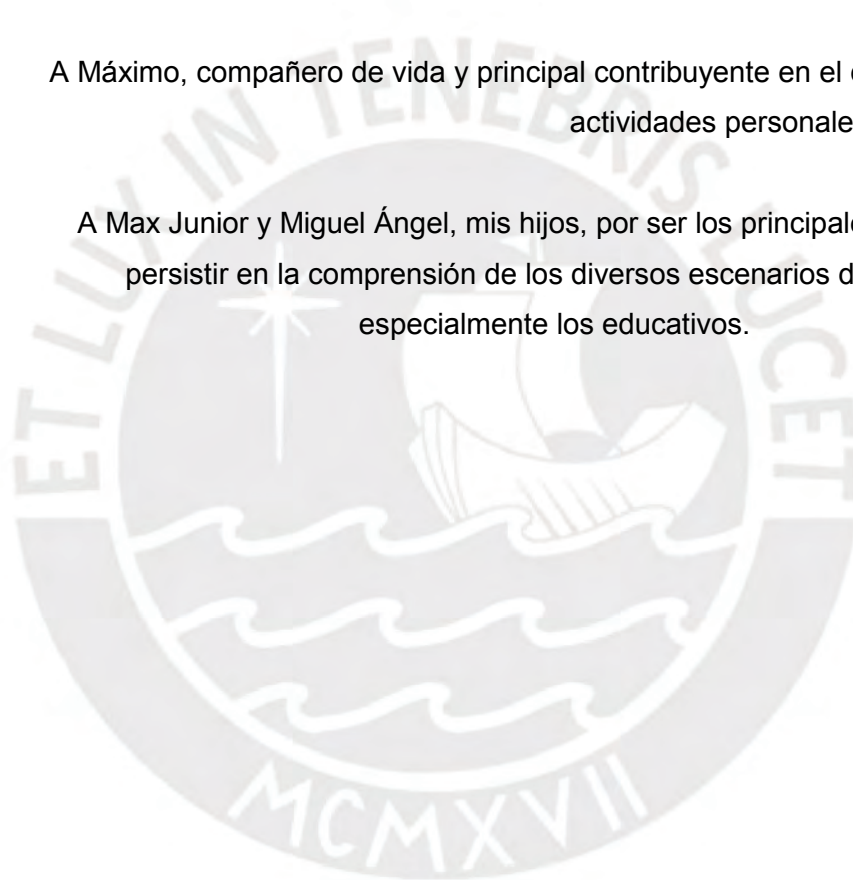 A Máximo, compañero de vida y principal contribuyente en el
actividades personale
A Max Junior y Miguel Ángel, mis hijos, por ser los principal
persistir en la comprensión de los diversos escenarios d
especialmente los educativos.
ET LUX IN TENEBRIS LUCET
MCMXVII